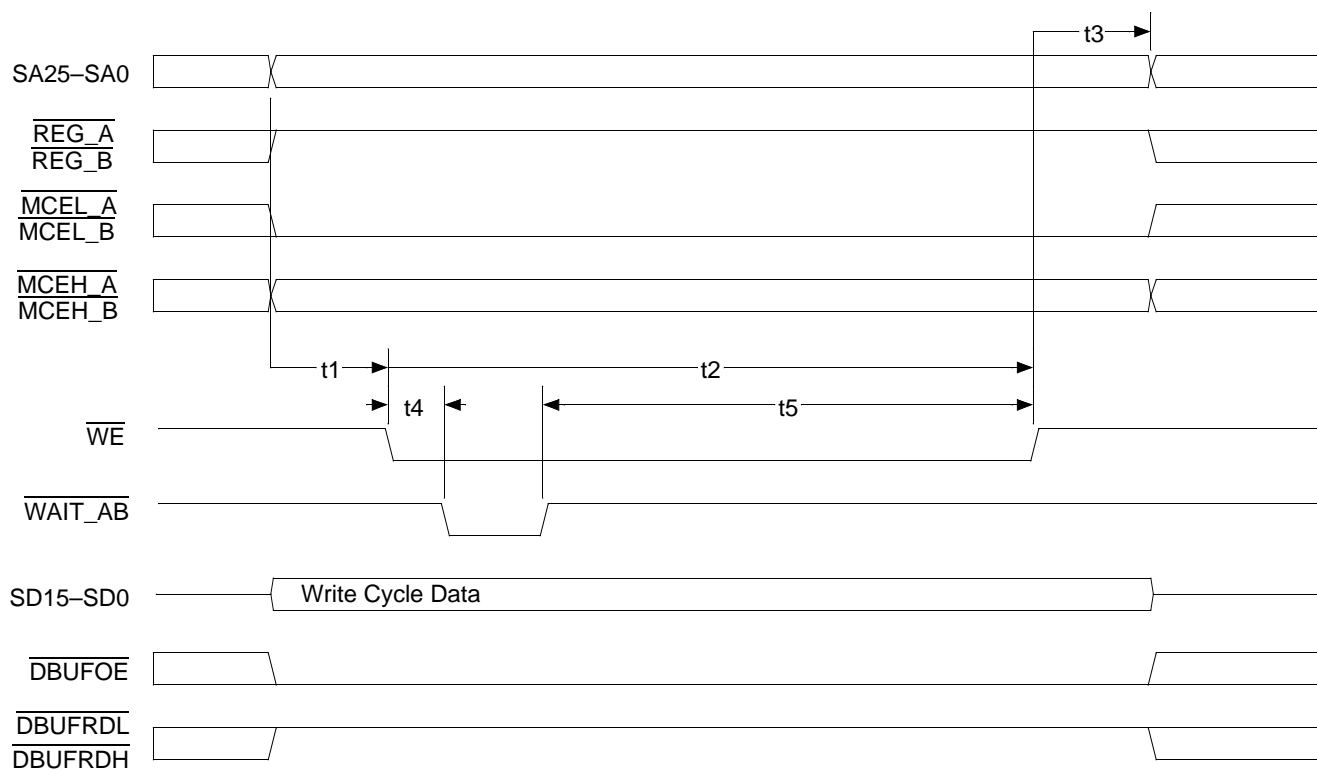 t3
SA25–SA0
REG_A
REG_B
MCEL_A
MCEL_B
MCEH_A
MCEH_B
t1 t2
t4 t5
WE
WAIT_AB
SD15–SD0 Write Cycle Data
DBUFOE
DBUFRDL
DBUFRDH